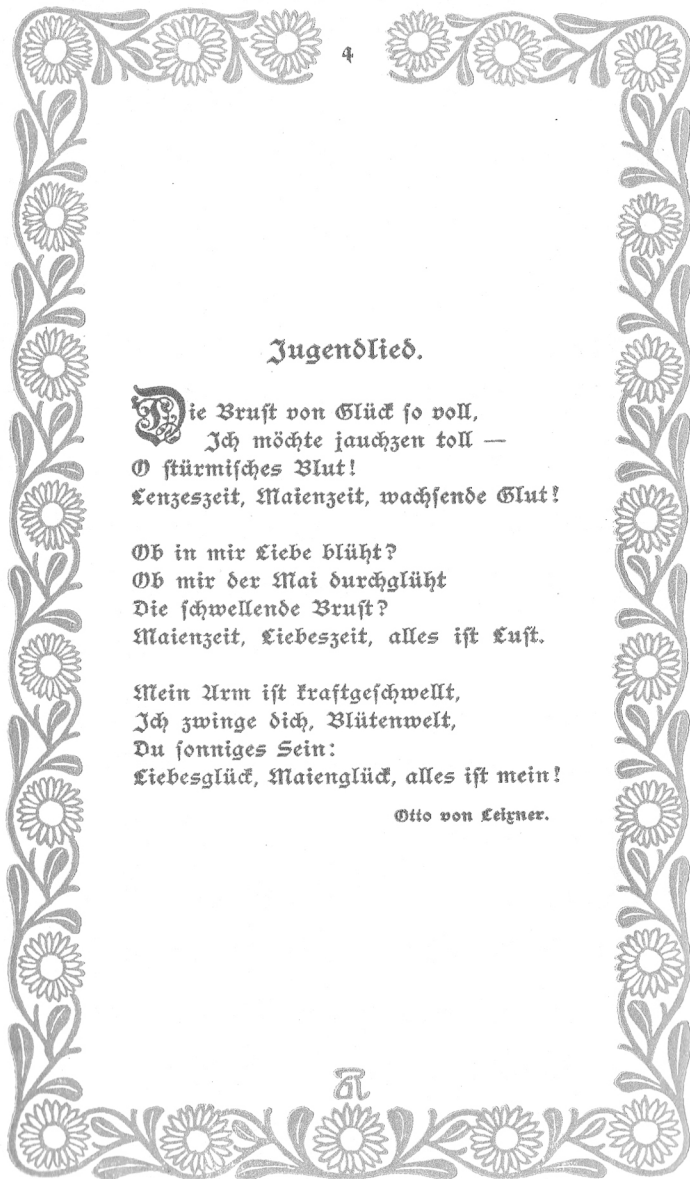 4
Jugendlied.
Die Brust von Glück so voll,
Ich möchte jauchzen toll —
O stürmisches Blut!
Lenzeszeit, Maienzeit, wachsende Glut!
Ob in mir Liebe blüht?
Ob mir der Mai durchglüht
Die schwellende Brust?
Maienzeit, Liebeszeit, alles ist Lust.
Mein Arm ist kraftgeschwellt,
Ich zwinge dich, Blütenwelt,
Du sonniges Sein:
Liebesglück, Maienglück, alles ist mein!
Otto von Leixner.